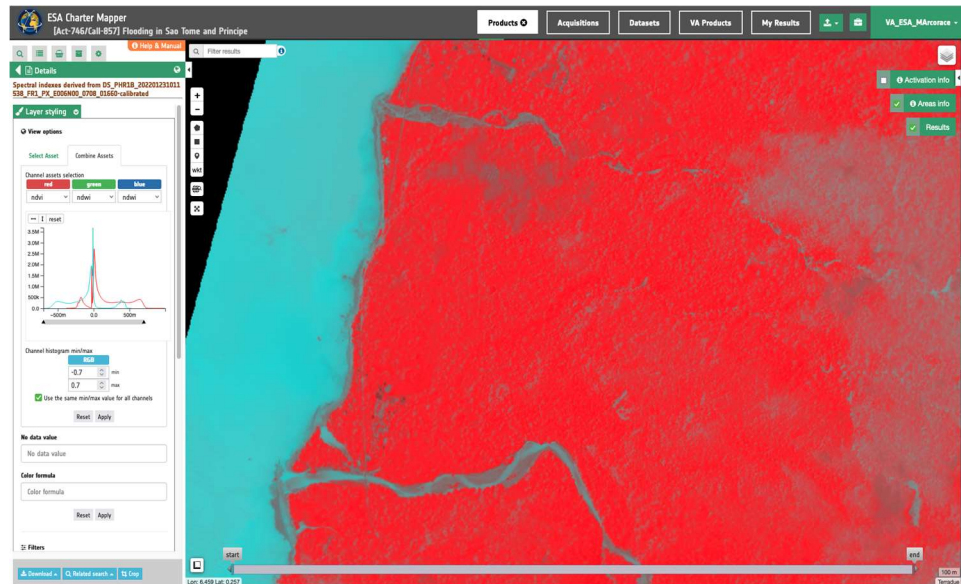 ESA Charter Mapper
[Act-746/Call-857] Flooding in Sao Tome and Principe
Products
Acquisitions
Datasets
VA Products
My Results
VA_ESA_MArcorace
Help & Manual
Details
Spectral indexes derived from DS_PHR1B_202201231011
538_FR1_PX_E006N00_0708_01660-calibrated
Layer styling
View options
Select Asset
Combine Assets
Channel assets selection
red green blue
ndvi ndwi ndwi
reset
3.5M
3.0M
2.5M
2.0M
1.5M
1.0M
500k
0.0
-500m 0.0 500m
Channel histogram min/max
RGB
-0.7 min
0.7 max
Use the same min/max value for all channels
Reset Apply
No data value
No data value
Color formula
Color formula
Reset Apply
Filters
Download
Related search
Crop
Filter results
wkt
Activation info
Areas info
Results
start
end
Lon: 6.459 Lat: 0.257
100 m
Terradue